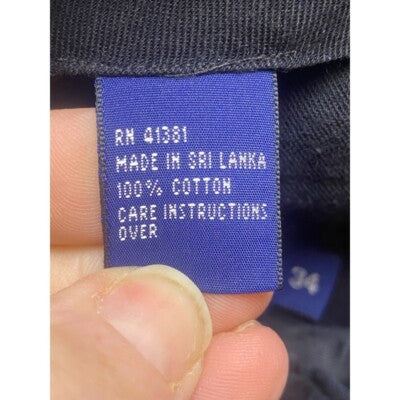 RN 41381
MADE IN SRI LANKA
100% COTTON
CARE INSTRUCTIONS
OVER
34